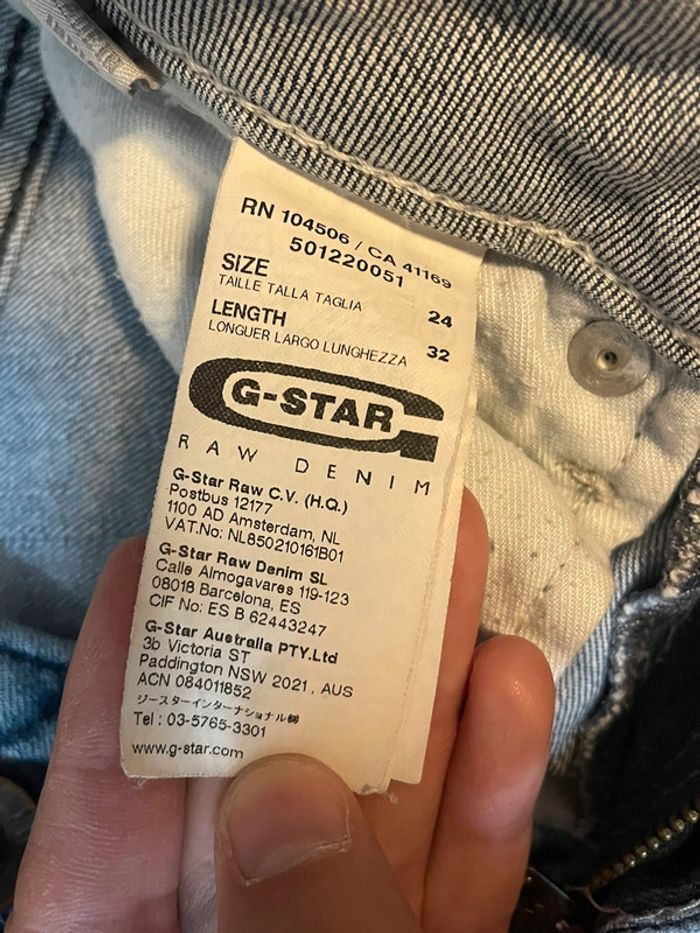 RN 104506 / CA 41169
501220051
SIZE
TAILLE TALLA TAGLIA 24
LENGTH
LONGUER LARGO LUNGHEZZA 32
G-STAR
RAW DENIM
G-Star Raw C.V. (H.Q.)
Postbus 12177
1100 AD Amsterdam, NL
VAT.No: NL850210161B01
G-Star Raw Denim SL
Calle Almogavares 119-123
08018 Barcelona, ES
CIF No: ES B 62443247
G-Star Australia PTY.Ltd
3b Victoria ST
Paddington NSW 2021, AUS
ACN 084011852
ジースターインターナショナル㈱
Tel : 03-5765-3301
www.g-star.com